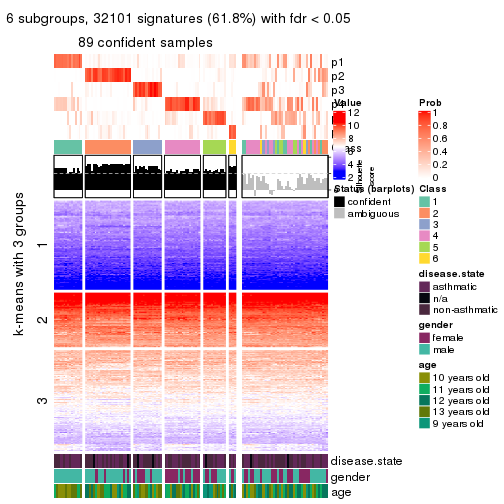 6 subgroups, 32101 signatures (61.8%) with fdr < 0.05
89 confident samples
p1
p2
p3
Value
12
10
8
6
4
2
Prob
1
0.8
0.6
0.4
0.2
0
Status (barplots)
confident
ambiguous
Class
1
2
3
4
5
6
disease.state
asthmatic
n/a
non-asthmatic
gender
female
male
age
10 years old
11 years old
12 years old
13 years old
9 years old
k-means with 3 groups
1
2
3
disease.state
gender
age